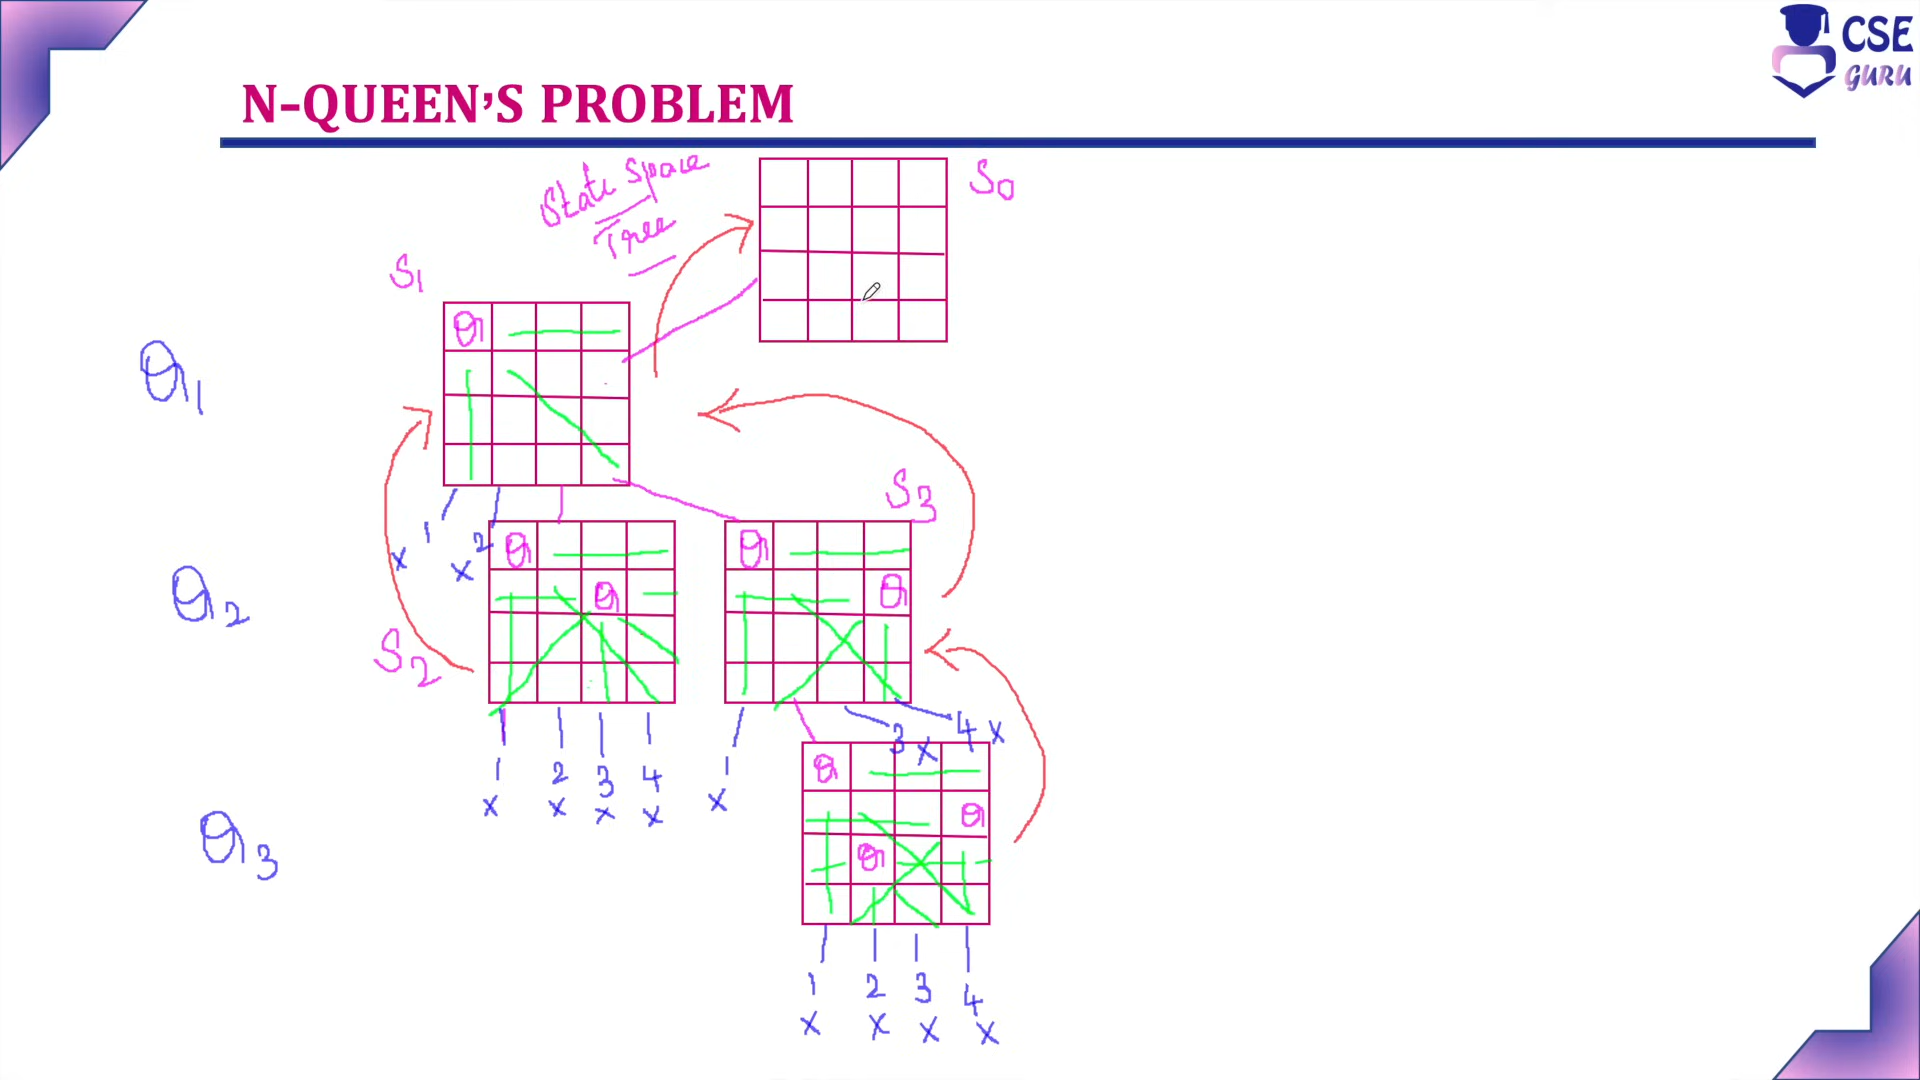 CSE
GURU
N-QUEEN'S PROBLEM
State Space
Tree
S0
S1
Q
Q1
S3
1
x
2
x
Q
Q
Q
Q
Q2
S2
1 2 3 4
x x x x
1
x
3 x
4 x
Q
Q
Q
Q3
1 2 3 4
x x x x